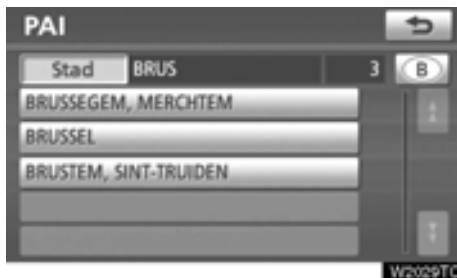 PAI
Stad BRUS 3 B
BRUSSEGEM, MERCHTEM
BRUSSEL
BRUSTEM, SINT-TRUIDEN
W2029TC